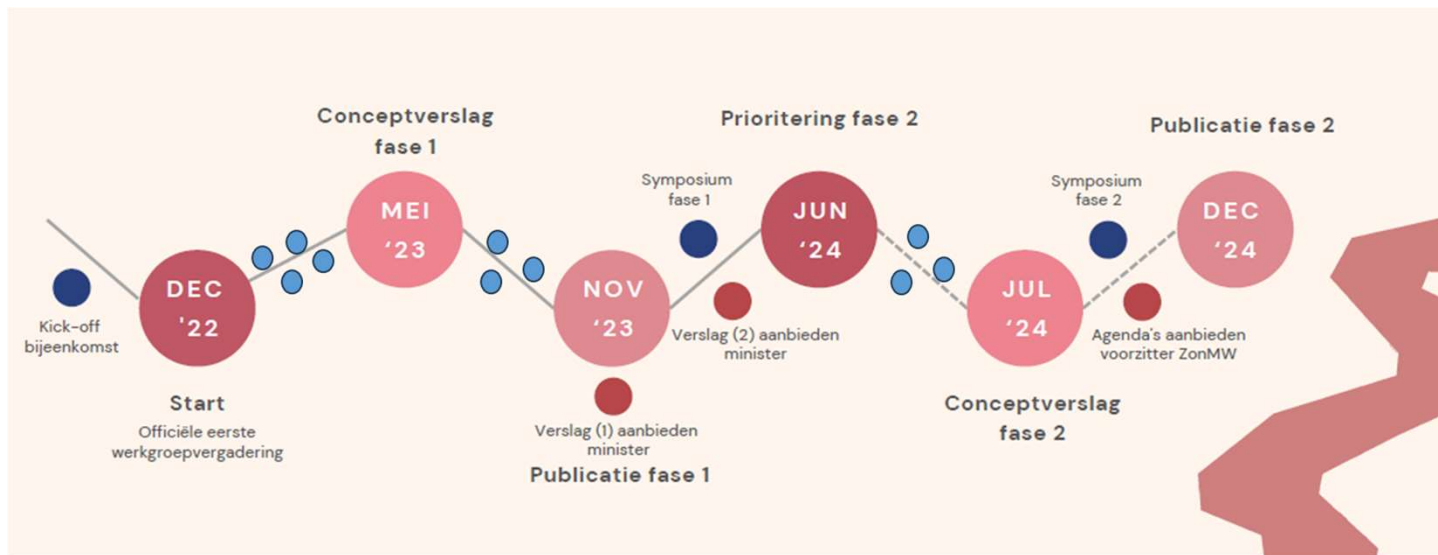 Kick-off
bijeenkomst
DEC
'22
Start
Officiële eerste
werkgroepvergadering
Conceptverslag
fase 1
MEI
‘23
NOV
‘23
Verslag (1) aanbieden
minister
Publicatie fase 1
Symposium
fase 1
Verslag (2) aanbieden
minister
Prioritering fase 2
JUN
‘24
JUL
‘24
Conceptverslag
fase 2
Symposium
fase 2
Agenda's aanbieden
voorzitter ZonMW
Publicatie fase 2
DEC
‘24